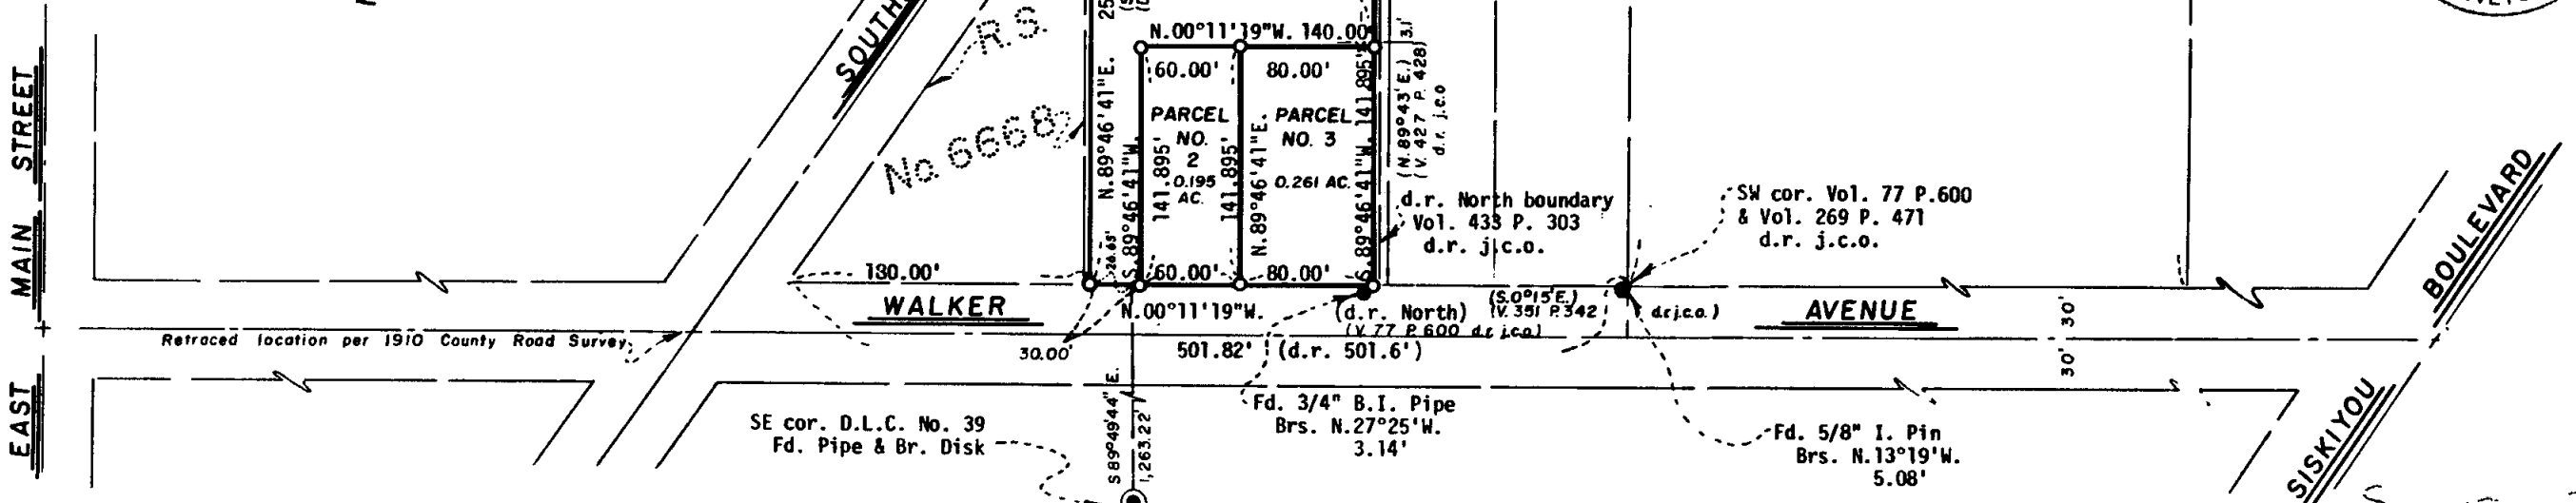 EAST MAIN STREET
SOUTH
R.S.
No. 6668
25
N.89°46'41"E.
N.00°11'19"W. 140.00'
60.00'
80.00'
3.1'
S.89°46'41"W.
141.895'
PARCEL
NO.
2
0.195
AC.
141.895'
N.89°46'41"E.
PARCEL
NO. 3
0.261 AC.
S.89°46'41"W. 141.895'
(N.89°43'E.)
(V. 427 P. 428)
d.r. j.c.o
d.r. North boundary
Vol. 433 P. 303
d.r. j.c.o.
SW cor. Vol. 77 P.600
& Vol. 269 P. 471
d.r. j.c.o.
26.65'
130.00'
60.00'
80.00'
WALKER AVENUE
N.00°11'19"W.
(d.r. North)
(V. 77 P. 600 d.r. j.c.o.)
(S.0°15'E.)
(V. 351 P. 342 d.r. j.c.o.)
30'
30'
Retraced location per 1910 County Road Survey
30.00'
501.82' (d.r. 501.6')
SE cor. D.L.C. No. 39
Fd. Pipe & Br. Disk
S 89°49'44" E.
1,263.22'
Fd. 3/4" B.I. Pipe
Brs. N.27°25'W.
3.14'
Fd. 5/8" I. Pin
Brs. N.13°19'W.
5.08'
SISKIYOU BOULEVARD